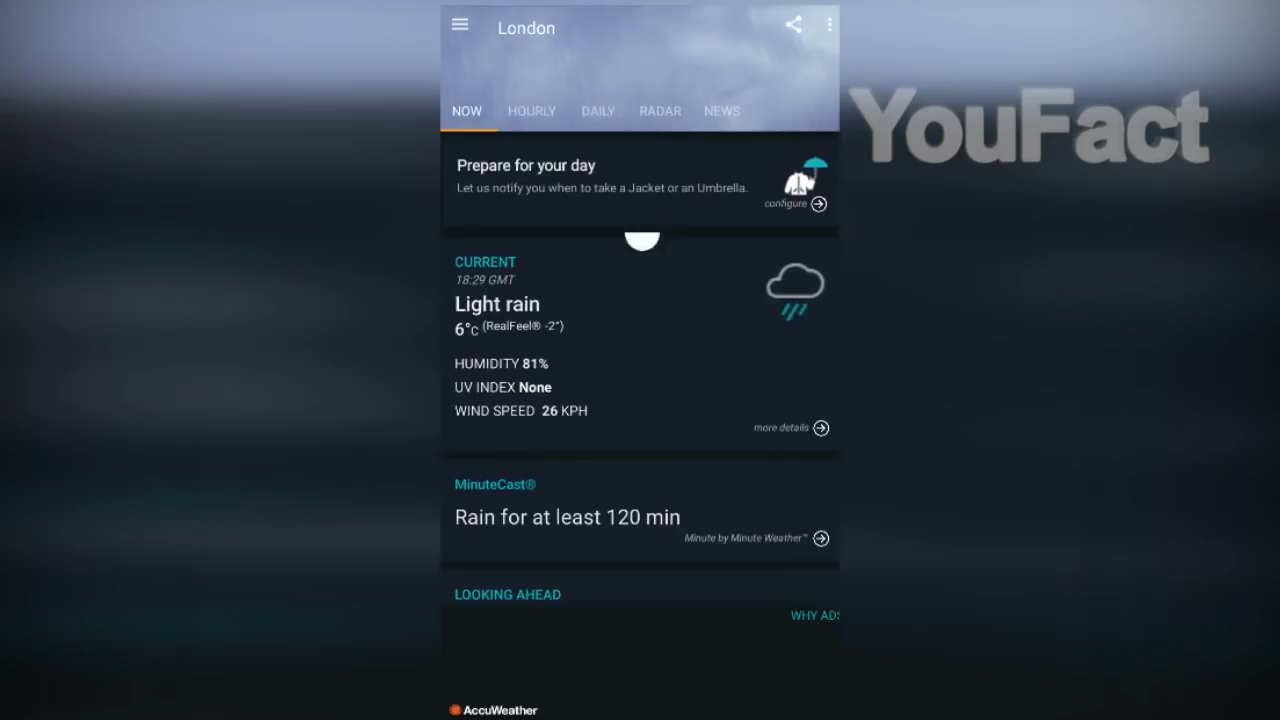 London
YouFact
NOW HOURLY DAILY RADAR NEWS
Prepare for your day
Let us notify you when to take a Jacket or an Umbrella.
configure
CURRENT
18:29 GMT
Light rain
6°C (RealFeel® -2°)
HUMIDITY 81%
UV INDEX None
WIND SPEED 26 KPH
more details
MinuteCast®
Rain for at least 120 min
Minute by Minute Weather™
LOOKING AHEAD
WHY ADS
AccuWeather